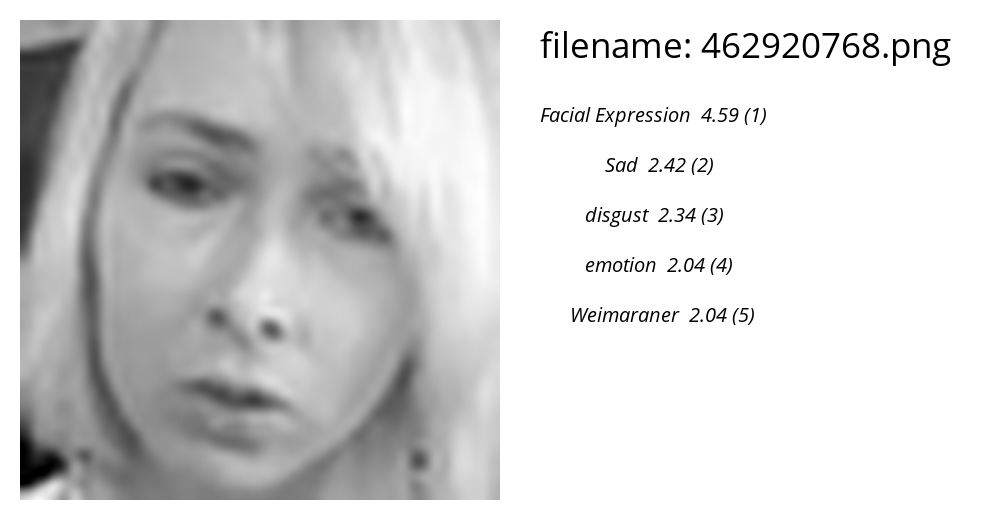 filename: 462920768.png
Facial Expression 4.59 (1)
Sad 2.42 (2)
disgust 2.34 (3)
emotion 2.04 (4)
Weimaraner 2.04 (5)